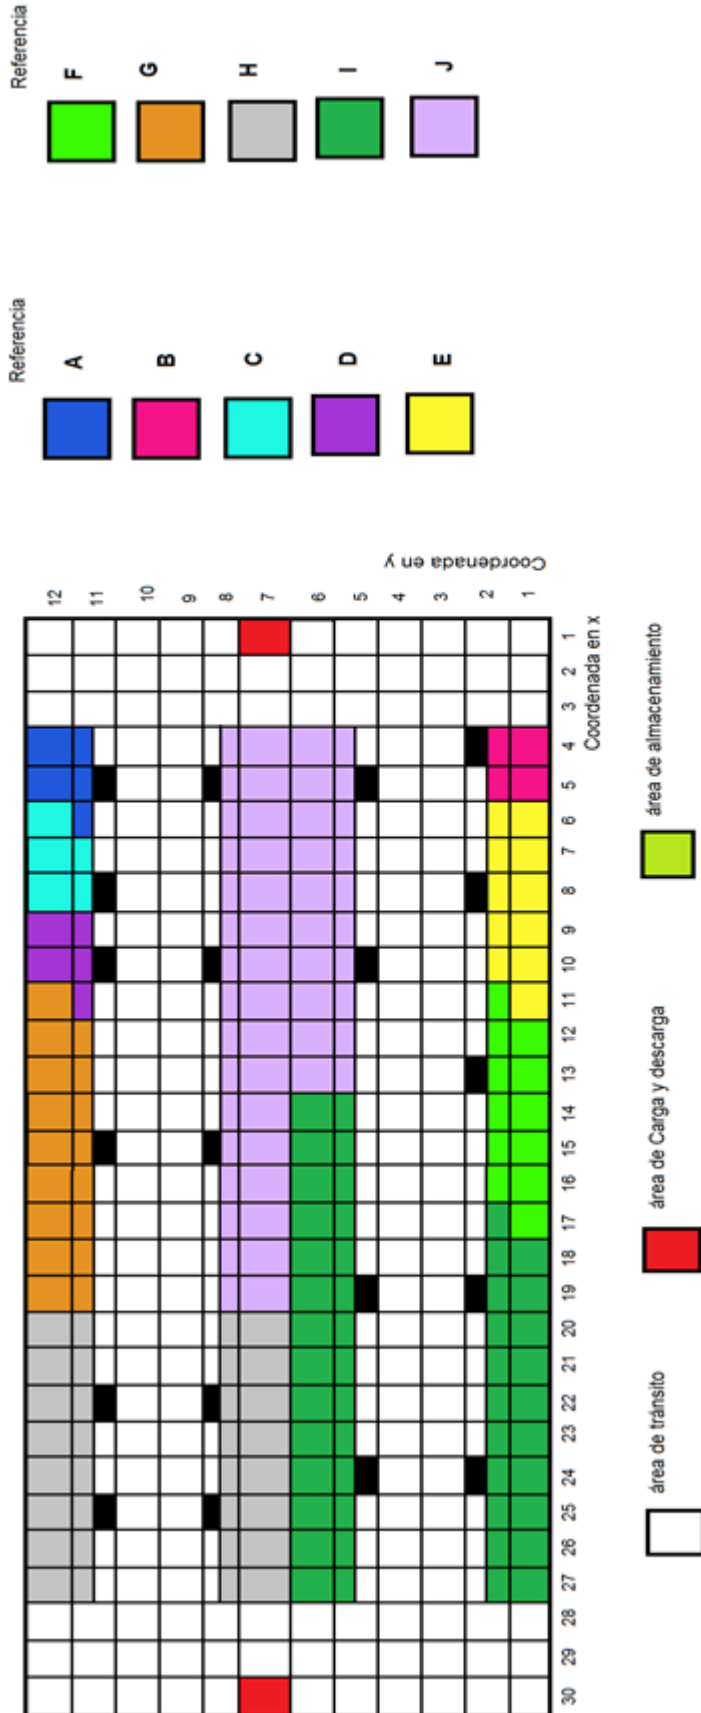 Referencia
A
B
C
D
E
Referencia
F
G
H
I
J
12
11
10
9
8
7
6
5
4
3
2
1
Coordenada en y
30 29 28 27 26 25 24 23 22 21 20 19 18 17 16 15 14 13 12 11 10 9 8 7 6 5 4 3 2 1
Coordenada en x
área de tránsito
área de Carga y descarga
área de almacenamiento